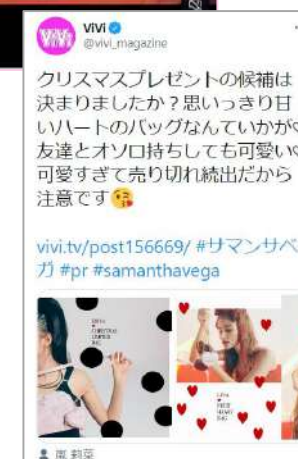 ViVi
ViVi
@vivi_magazine
クリスマスプレゼントの候補は
決まりましたか？思いっきり甘
いハートのバッグなんていかが♡
友達とオソロ持ちしても可愛い♡
可愛すぎて売り切れ続出だから
注意です😘
vivi.tv/post156669/ #サマンサベ
ガ #pr #samanthavega
嵐 莉菜